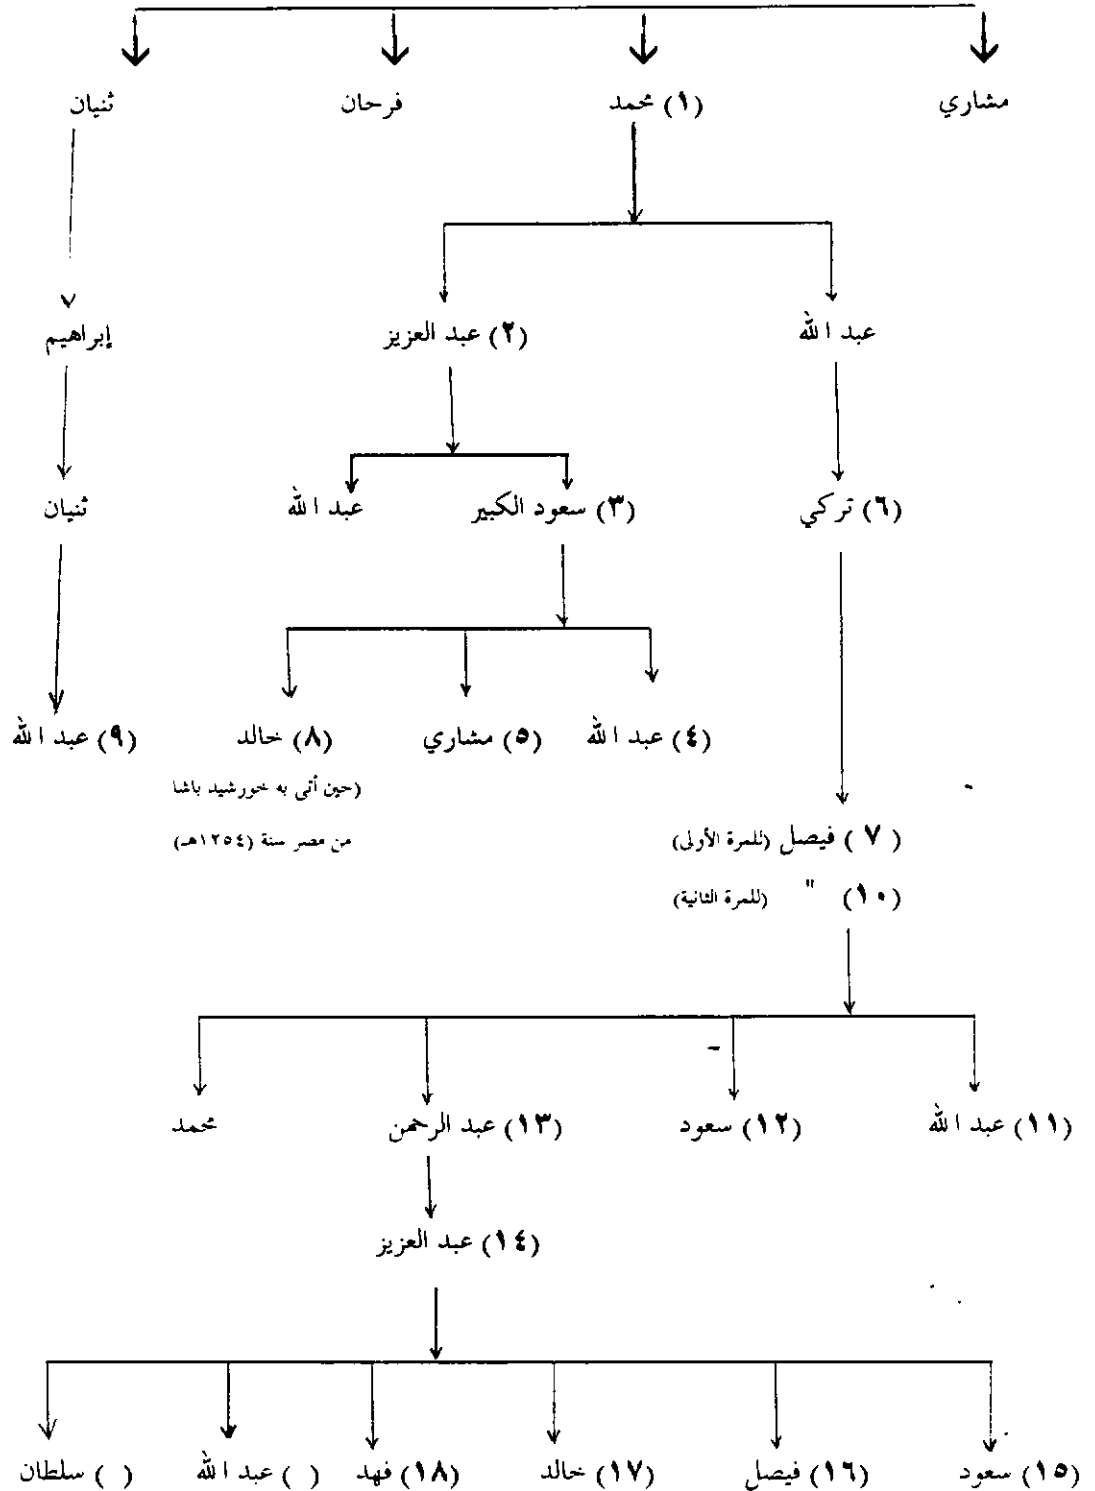 مشاري (١) محمد فرحان ثنيان
عبد الله (٢) عبد العزيز إبراهيم
(٦) تركي (٣) سعود الكبير عبد الله ثنيان
(٤) عبد الله (٥) مشاري (٨) خالد (٩) عبد الله
(حين أتى به خورشيد باشا
من مصر سنة (١٢٥٤هـ)
(٧) فيصل (للمرة الأولى)
(١٠) " (للمرة الثانية)
(١١) عبد الله (١٢) سعود (١٣) عبد الرحمن محمد
(١٤) عبد العزيز
(١٥) سعود (١٦) فيصل (١٧) خالد (١٨) فهد ( ) عبد الله ( ) سلطان